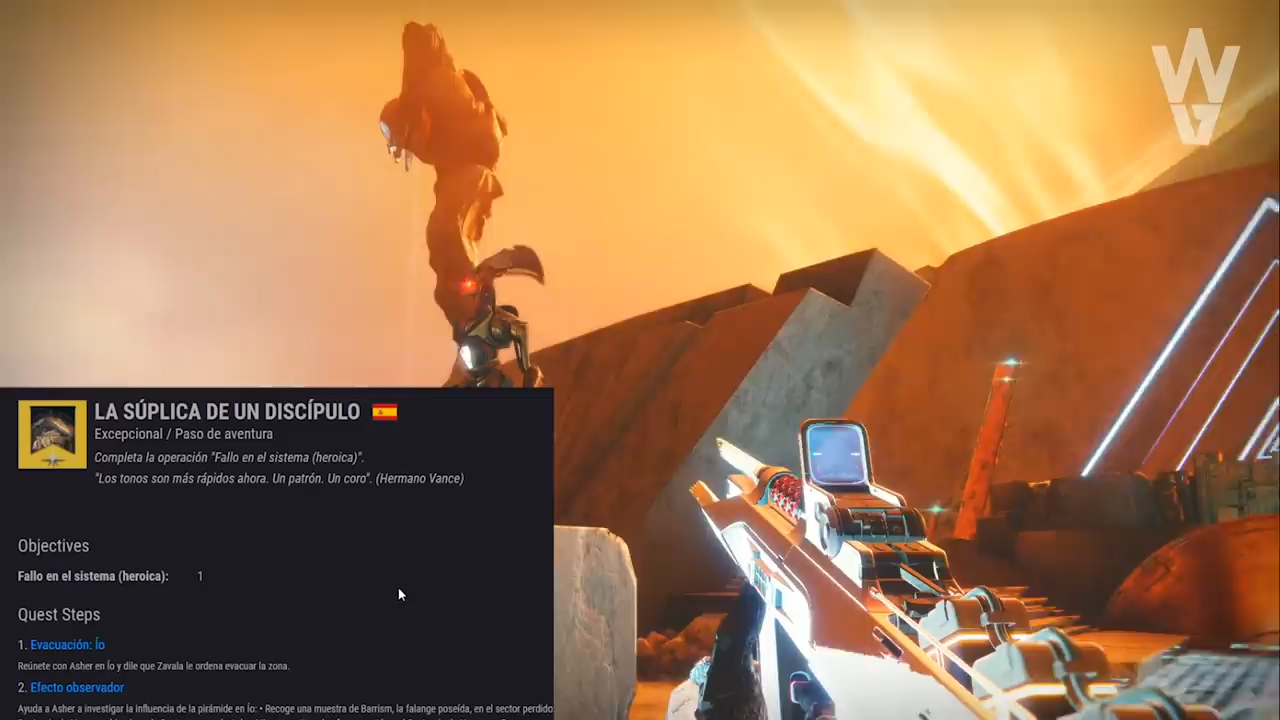 LA SÚPLICA DE UN DISCÍPULO
Excepcional / Paso de aventura
Completa la operación "Fallo en el sistema (heroica)".
"Los tonos son más rápidos ahora. Un patrón. Un coro". (Hermano Vance)
Objectives
Fallo en el sistema (heroica): 1
Quest Steps
1. Evacuación: Ío
Reúnete con Asher en Ío y dile que Zavala le ordena evacuar la zona.
2. Efecto observador
Ayuda a Asher a investigar la influencia de la pirámide en Ío: • Recoge una muestra de Barrism, la falange poseída, en el sector perdido